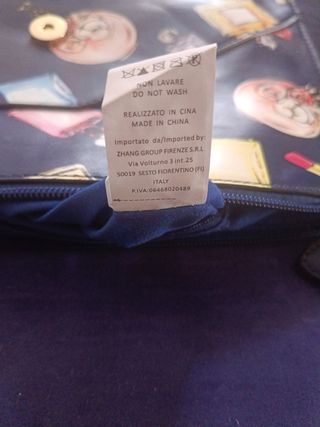 NON LAVARE
DO NOT WASH
REALIZZATO IN CINA
MADE IN CHINA
Importato da/Imported by:
ZHANG GROUP FIRENZE S.R.L
Via Volturno 3 int.25
50019 SESTO FIORENTINO (FI)
ITALY
P.IVA:06468020489